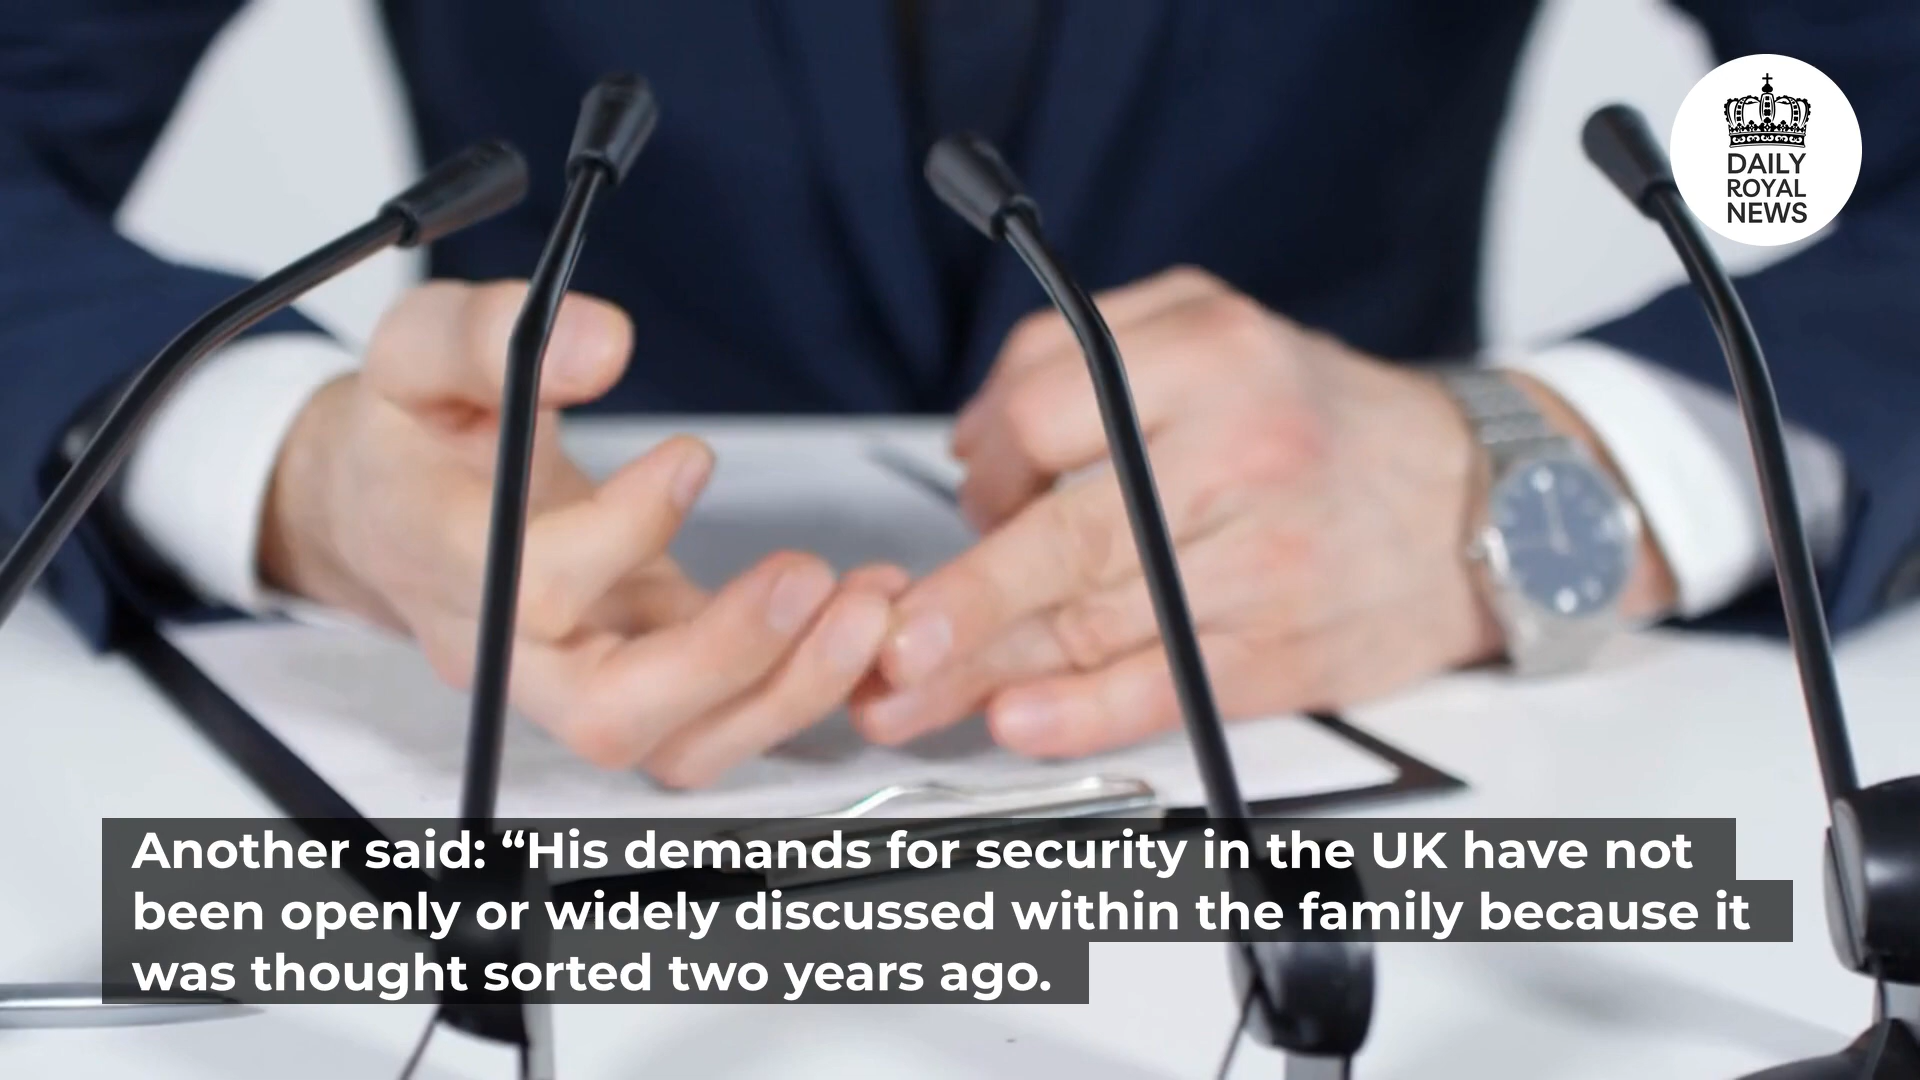 DAILY
ROYAL
NEWS
Another said: “His demands for security in the UK have not
been openly or widely discussed within the family because it
was thought sorted two years ago.